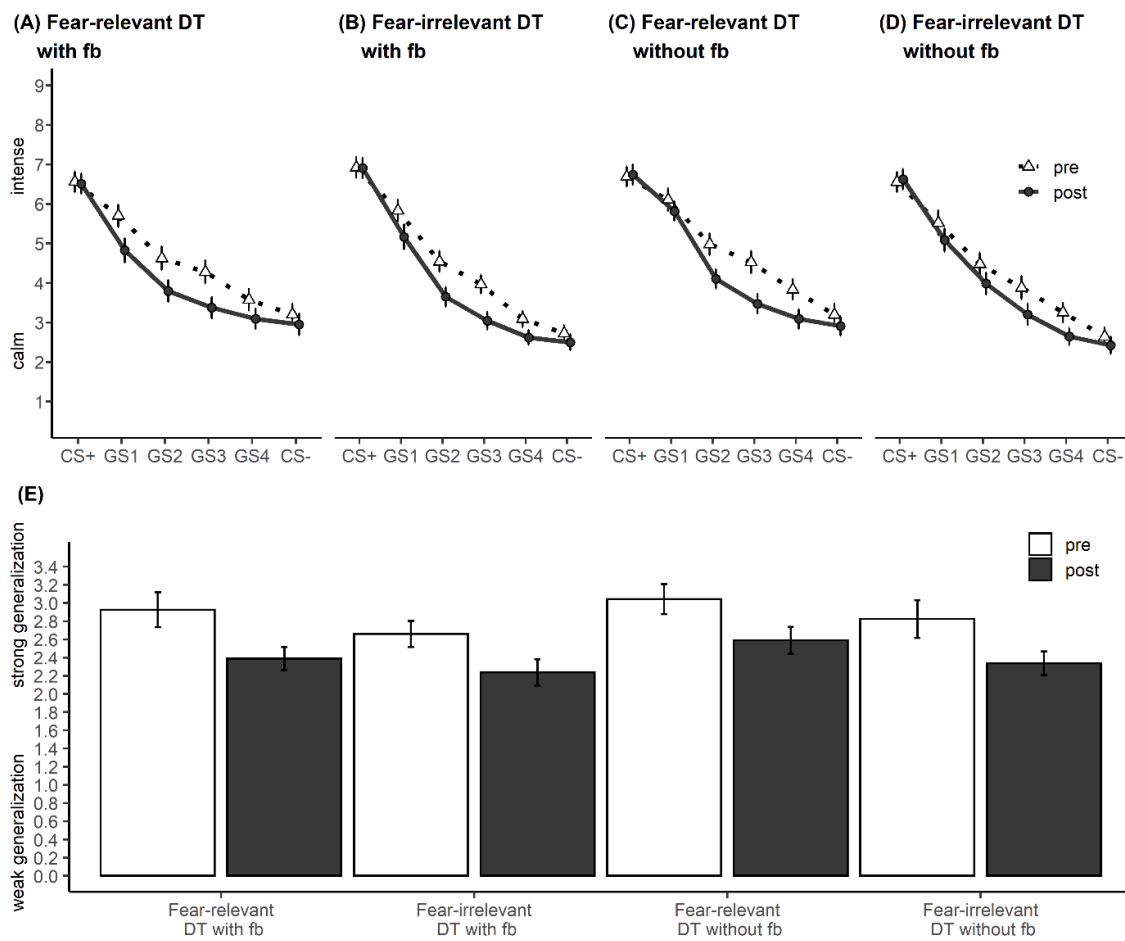 (A) Fear-relevant DT
with fb
(B) Fear-irrelevant DT
with fb
(C) Fear-relevant DT
without fb
(D) Fear-irrelevant DT
without fb
intense
calm
9
8
7
6
5
4
3
2
1
pre
post
CS+ GS1 GS2 GS3 GS4 CS-
CS+ GS1 GS2 GS3 GS4 CS-
CS+ GS1 GS2 GS3 GS4 CS-
CS+ GS1 GS2 GS3 GS4 CS-
(E)
strong generalization
weak generalization
3.4
3.2
3.0
2.8
2.6
2.4
2.2
2.0
1.8
1.6
1.4
1.2
1.0
0.8
0.6
0.4
0.2
0.0
pre
post
Fear-relevant
DT with fb
Fear-irrelevant
DT with fb
Fear-relevant
DT without fb
Fear-irrelevant
DT without fb